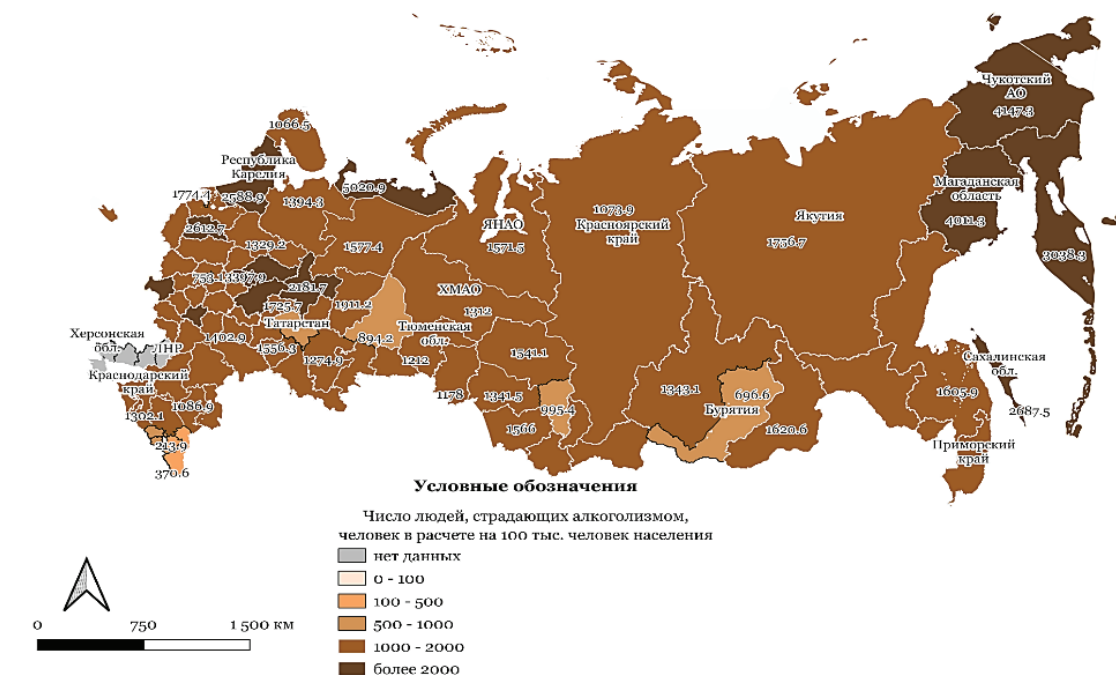 Чукотский
АО
4147.3
1066.5
Республика
Карелия
1774.4
2588.9
1394.3
5020.9
Магаданская
область
4011.3
2612.7
1329.2
1577.4
ЯНАО
1571.5
1073.9
Красноярский
край
Якутия
1756.7
3038.3
753.1
3397.9
2181.7
1725.7
Татарстан
1911.2
ХМАО
1312
Тюменская
обл.
894.2
Херсонская
обл.
ЛНР
1402.9
1556.3
1274.9
1212
1541.1
Краснодарский
край
1302.1
1086.9
1178
1341.5
995.4
1566
1343.1
696.6
Бурятия
1620.6
Сахалинская
обл.
1605.9
2687.5
Приморский
край
213.9
370.6
Условные обозначения
Число людей, страдающих алкоголизмом,
человек в расчете на 100 тыс. человек населения
нет данных
0 - 100
100 - 500
500 - 1000
1000 - 2000
более 2000
0 750 1 500 км